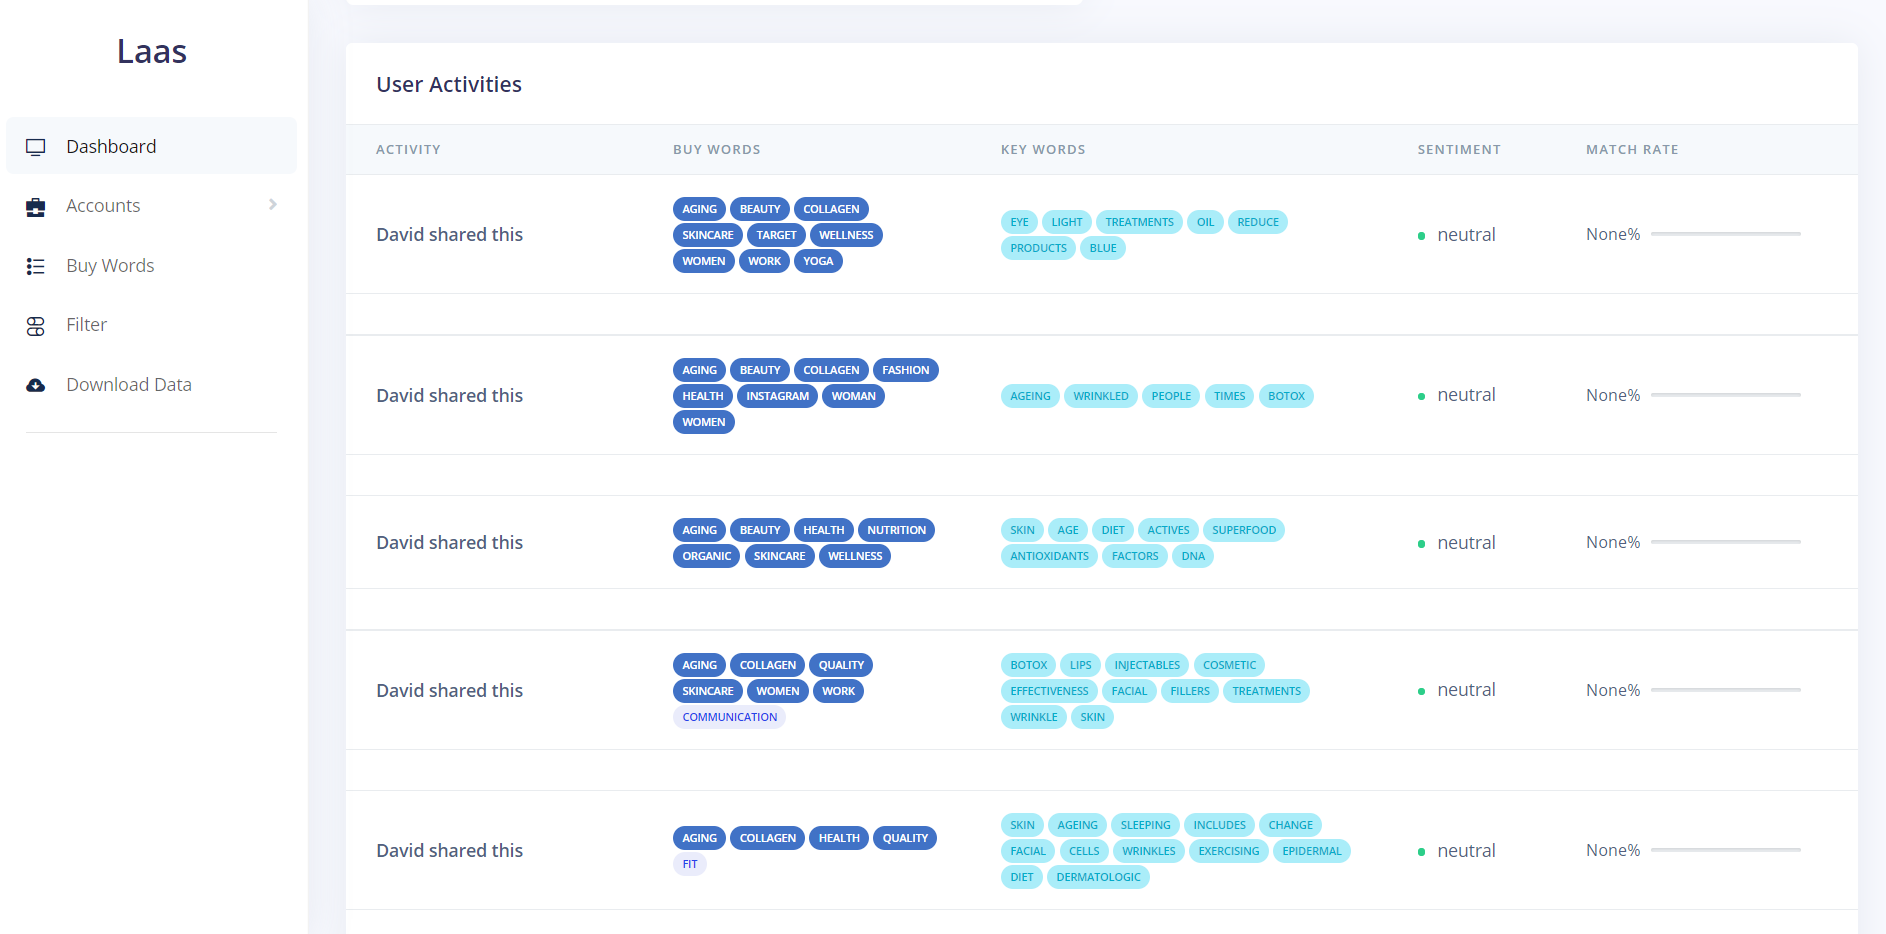 Laas
Dashboard
Accounts
Buy Words
Filter
Download Data
User Activities
ACTIVITY BUY WORDS KEY WORDS SENTIMENT MATCH RATE
David shared this
AGING BEAUTY COLLAGEN
SKINCARE TARGET WELLNESS
WOMEN WORK YOGA
EYE LIGHT TREATMENTS OIL REDUCE
PRODUCTS BLUE
neutral
None%
David shared this
AGING BEAUTY COLLAGEN FASHION
HEALTH INSTAGRAM WOMAN
WOMEN
AGEING WRINKLED PEOPLE TIMES BOTOX
neutral
None%
David shared this
AGING BEAUTY HEALTH NUTRITION
ORGANIC SKINCARE WELLNESS
SKIN AGE DIET ACTIVES SUPERFOOD
ANTIOXIDANTS FACTORS DNA
neutral
None%
David shared this
AGING COLLAGEN QUALITY
SKINCARE WOMEN WORK
COMMUNICATION
BOTOX LIPS INJECTABLES COSMETIC
EFFECTIVENESS FACIAL FILLERS TREATMENTS
WRINKLE SKIN
neutral
None%
David shared this
AGING COLLAGEN HEALTH QUALITY
FIT
SKIN AGEING SLEEPING INCLUDES CHANGE
FACIAL CELLS WRINKLES EXERCISING EPIDERMAL
DIET DERMATOLOGIC
neutral
None%